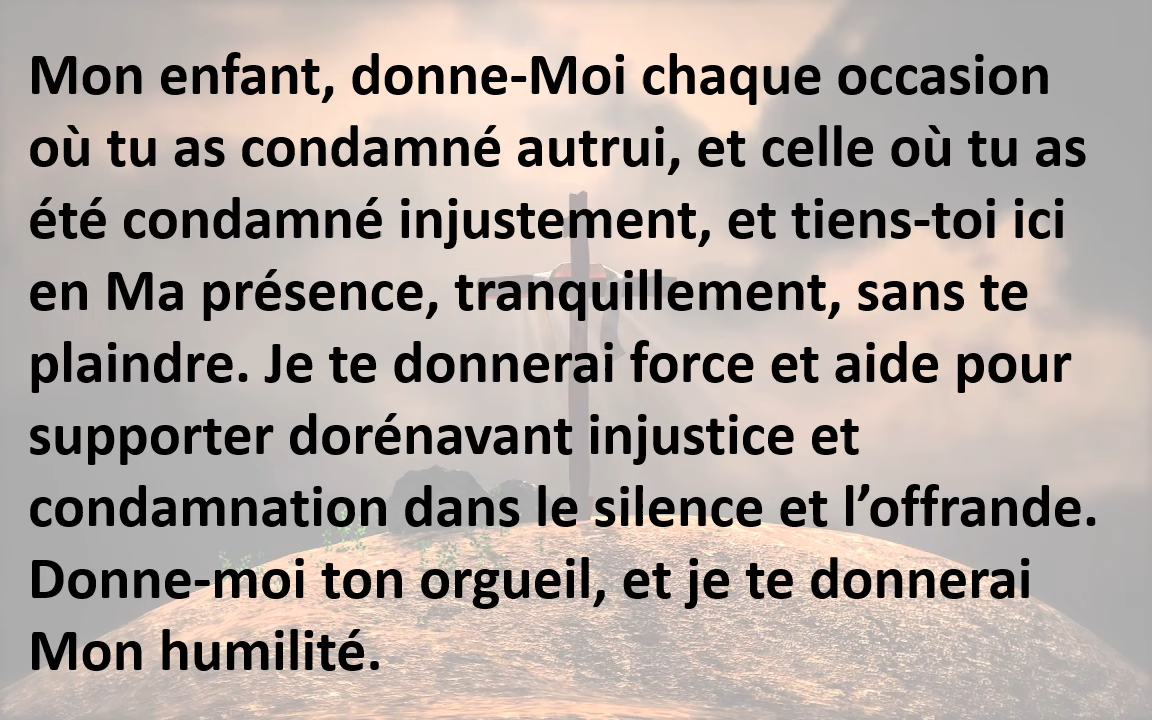 Mon enfant, donne-Moi chaque occasion
où tu as condamné autrui, et celle où tu as
été condamné injustement, et tiens-toi ici
en Ma présence, tranquillement, sans te
plaindre. Je te donnerai force et aide pour
supporter dorénavant injustice et
condamnation dans le silence et l’offrande.
Donne-moi ton orgueil, et je te donnerai
Mon humilité.